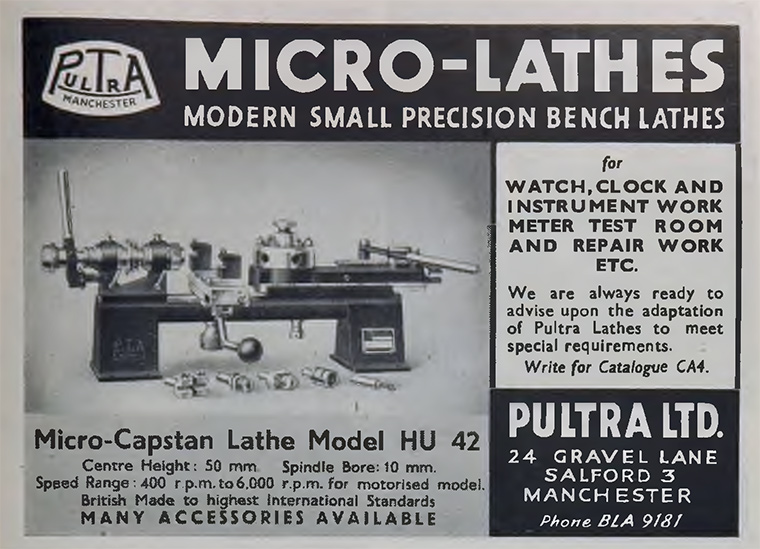 PULTRA
MANCHESTER
MICRO-LATHES
MODERN SMALL PRECISION BENCH LATHES
for
WATCH, CLOCK AND
INSTRUMENT WORK
METER TEST ROOM
AND REPAIR WORK
ETC.
We are always ready to
advise upon the adaptation
of Pultra Lathes to meet
special requirements.
Write for Catalogue CA4.
Micro-Capstan Lathe Model HU 42
Centre Height: 50 mm. Spindle Bore: 10 mm.
Speed Range: 400 r.p.m. to 6,000 r.p.m. for motorised model.
British Made to highest International Standards
MANY ACCESSORIES AVAILABLE
PULTRA LTD.
24 GRAVEL LANE
SALFORD 3
MANCHESTER
Phone BLA 9181